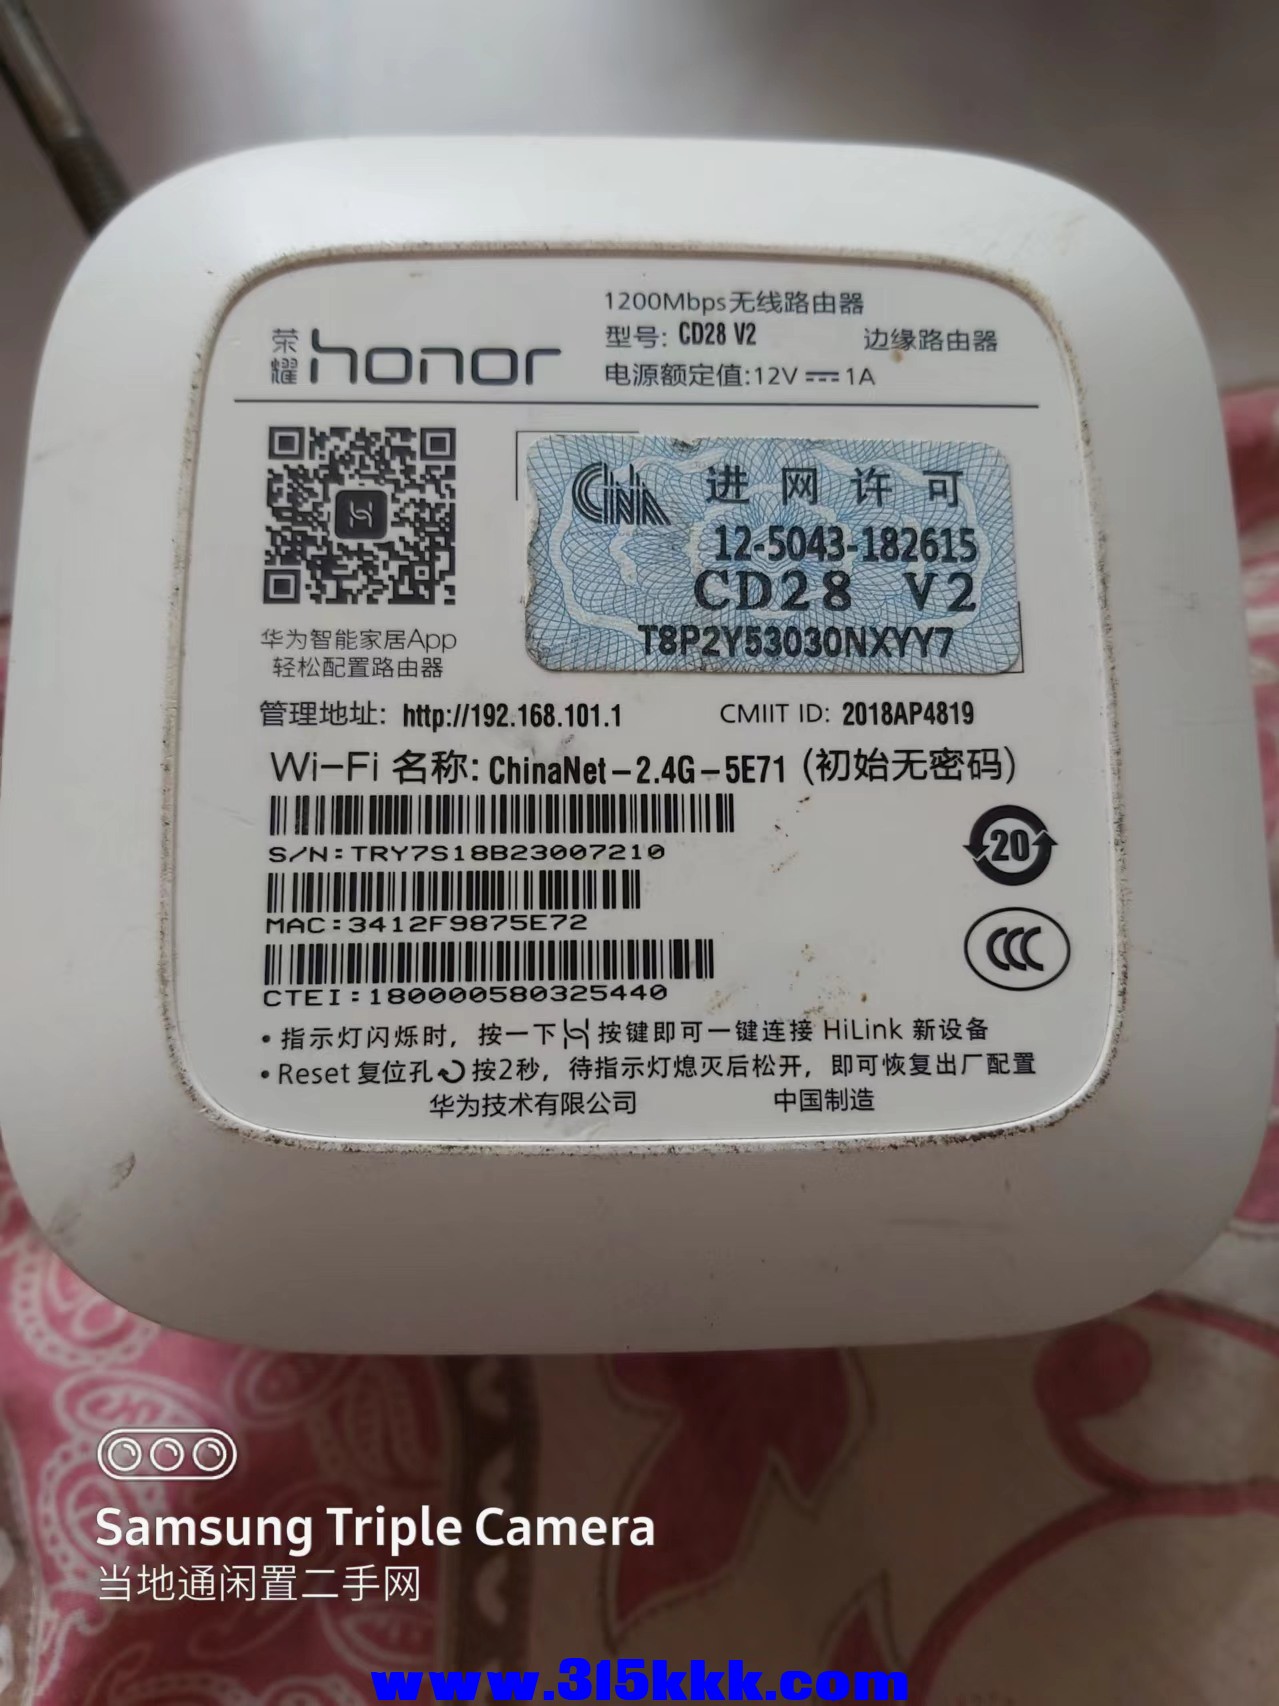 荣耀 honor
1200Mbps无线路由器
型号: CD28 V2 边缘路由器
电源额定值:12V ⎓ 1A
CNA 进网许可
12-5043-182615
CD28 V2
T8P2Y53030NXYY7
华为智能家居App
轻松配置路由器
管理地址: http://192.168.101.1 CMIIT ID: 2018AP4819
Wi-Fi 名称: ChinaNet-2.4G-5E71 (初始无密码)
S/N:TRY7S18B23007210
20
MAC:3412F9875E72
CCC
CTEI:180000580325440
• 指示灯闪烁时, 按一下按键即可一键连接 HiLink 新设备
• Reset 复位孔按2秒, 待指示灯熄灭后松开, 即可恢复出厂配置
华为技术有限公司 中国制造
Samsung Triple Camera
当地通闲置二手网
www.315kkk.com